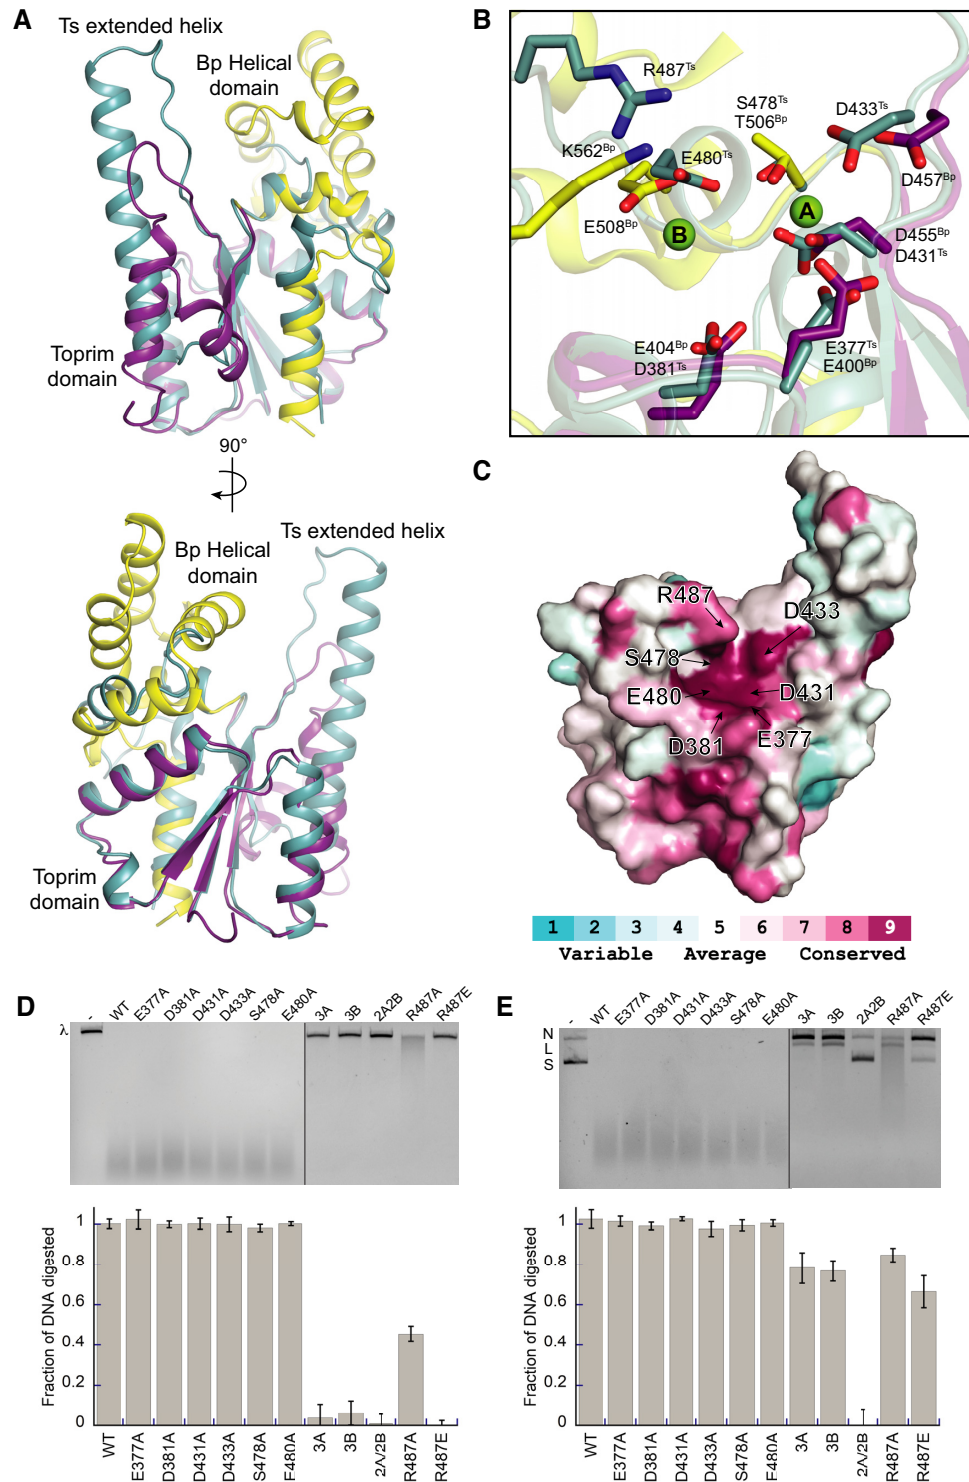 A
Ts extended helix
Bp Helical
domain
Toprim
domain
90°
Ts extended helix
Bp Helical
domain
Toprim
domain
B
R487Ts
S478Ts
T506Bp
D433Ts
K562Bp
E480Ts
D457Bp
E508Bp
B
A
D455Bp
D431Ts
E404Bp
D381Ts
E377Ts
E400Bp
C
R487
D433
S478
E480
D431
D381
E377
1 2 3 4 5 6 7 8 9
Variable Average Conserved
D
- WT E377A D381A D431A D433A S478A E480A 3A 3B 2A2B R487A R487E
λ
Fraction of DNA digested
1
0.8
0.6
0.4
0.2
0
WT E377A D381A D431A D433A S478A E480A 3A 3B 2A/2B R487A R487E
E
- WT E377A D381A D431A D433A S478A E480A 3A 3B 2A2B R487A R487E
N
L
S
Fraction of DNA digested
1
0.8
0.6
0.4
0.2
0
WT E377A D381A D431A D433A S478A E480A 3A 3B 2A/2B R487A R487E